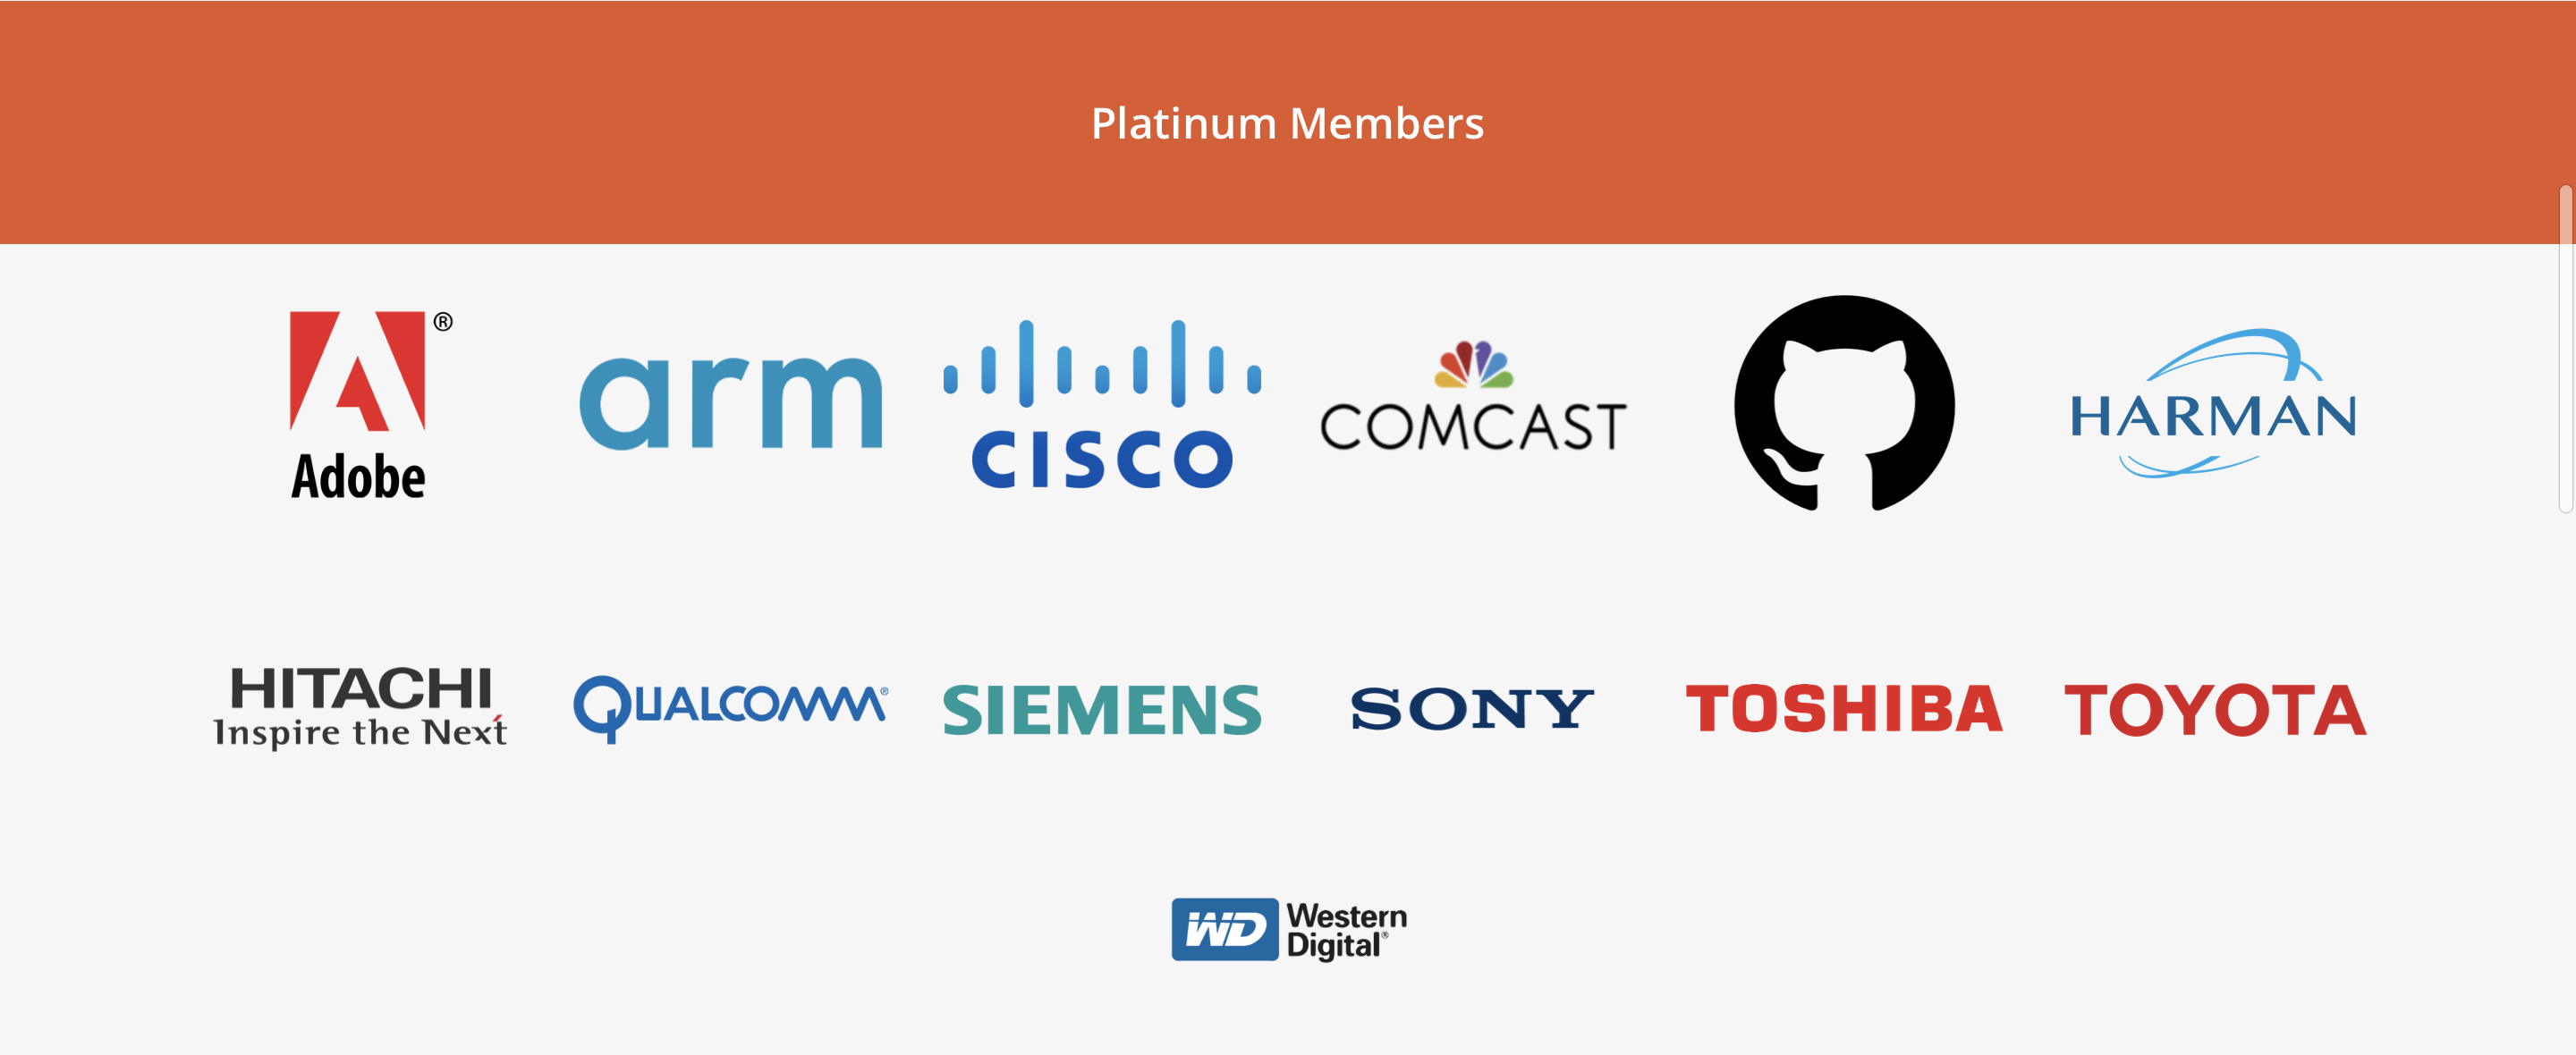 Platinum Members
Adobe®
arm
CISCO
COMCAST
HARMAN
HITACHI
Inspire the Next
QUALCOMM®
SIEMENS
SONY
TOSHIBA
TOYOTA
WD
Western
Digital®